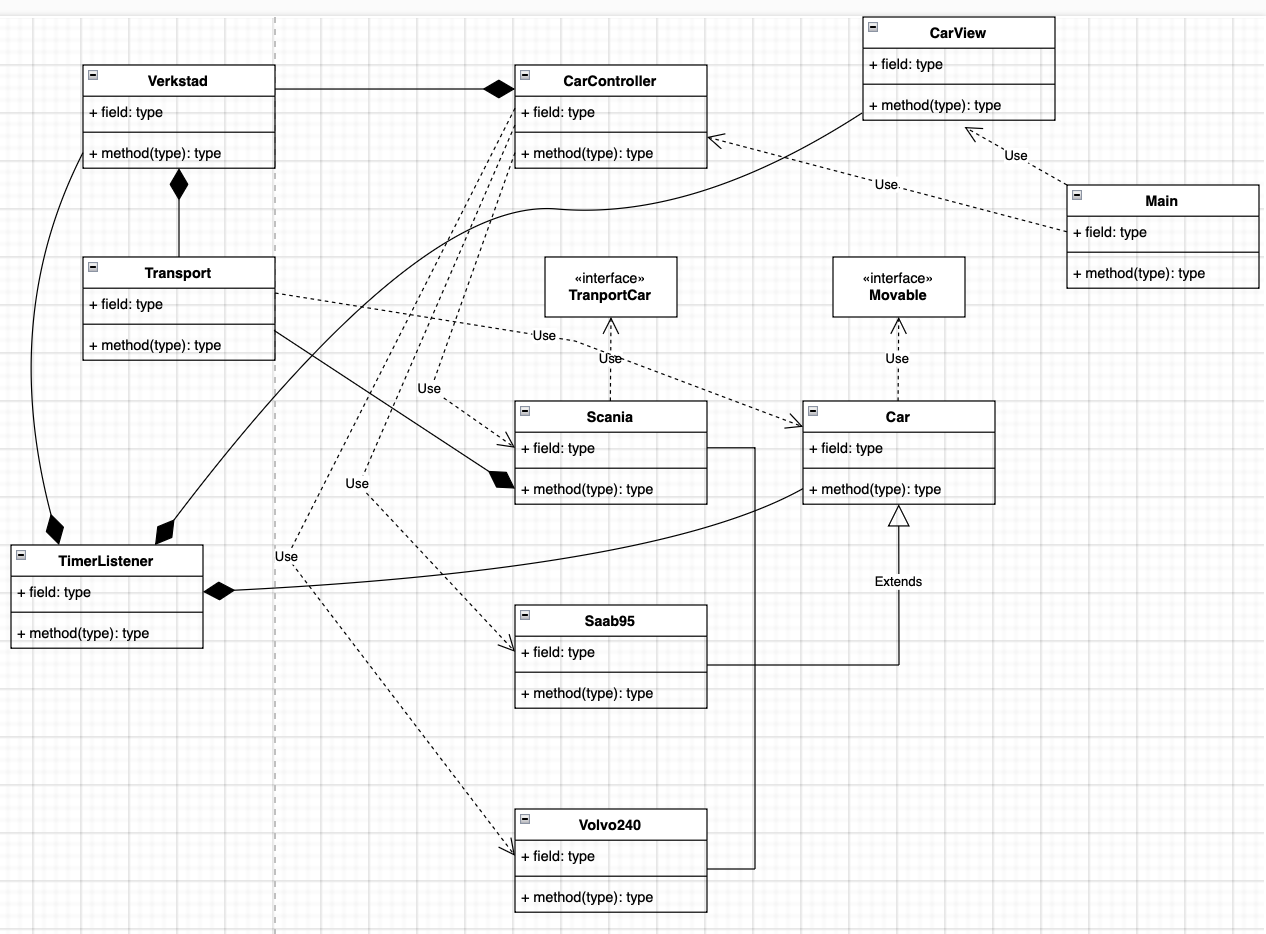 CarView
+ field: type
+ method(type): type
Verkstad
+ field: type
+ method(type): type
CarController
+ field: type
+ method(type): type
Use
Use
Main
+ field: type
+ method(type): type
Transport
+ field: type
+ method(type): type
«interface»
TranportCar
«interface»
Movable
Use
Use
Use
Use
Scania
+ field: type
+ method(type): type
Car
+ field: type
+ method(type): type
Use
Use
TimerListener
+ field: type
+ method(type): type
Extends
Saab95
+ field: type
+ method(type): type
Volvo240
+ field: type
+ method(type): type